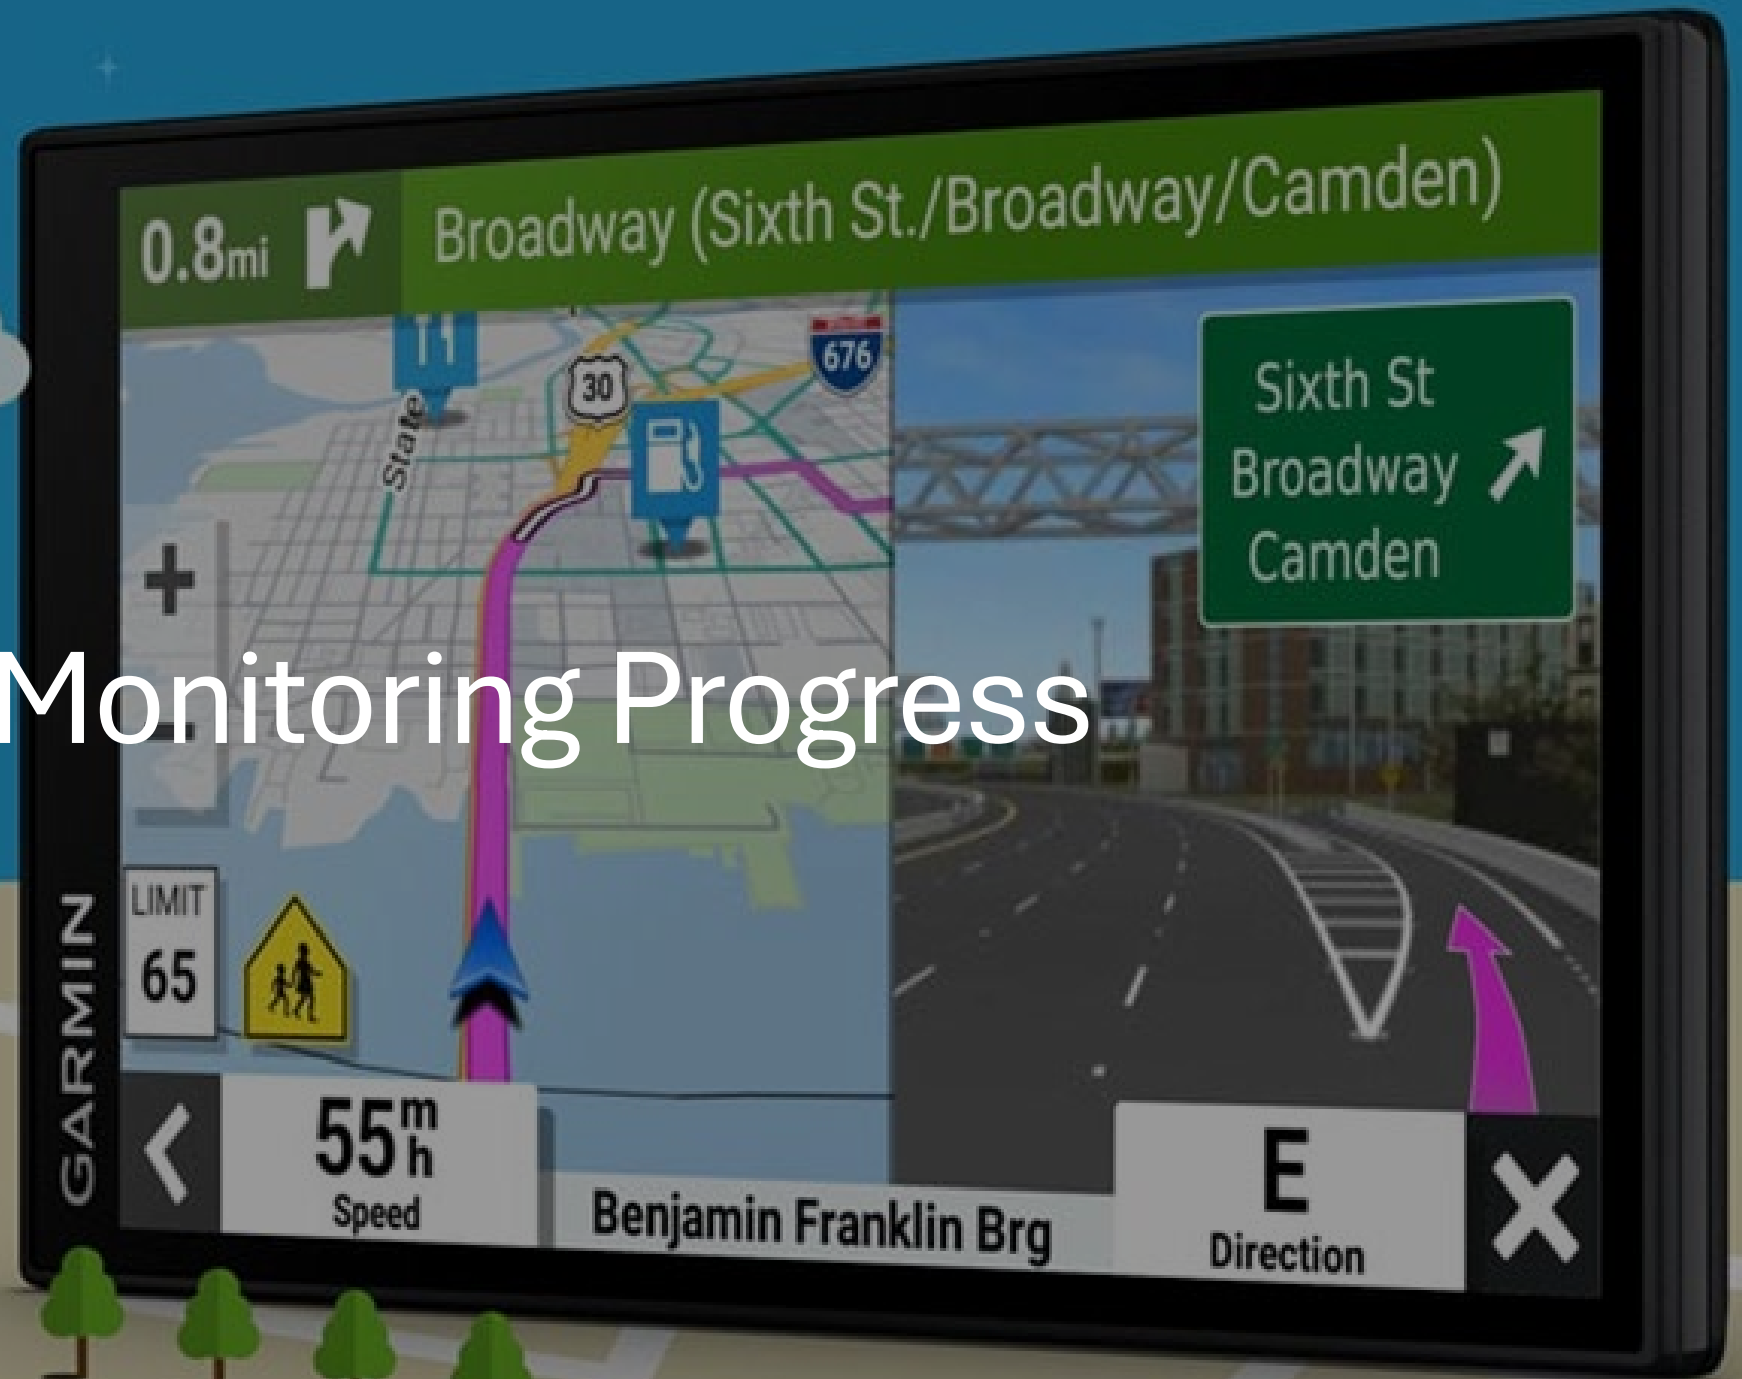 0.8mi
Broadway (Sixth St./Broadway/Camden)
676
30
State
Sixth St
Broadway
Camden
+
Monitoring Progress
-
LIMIT
65
GARMIN
55mh
Speed
Benjamin Franklin Brg
E
Direction